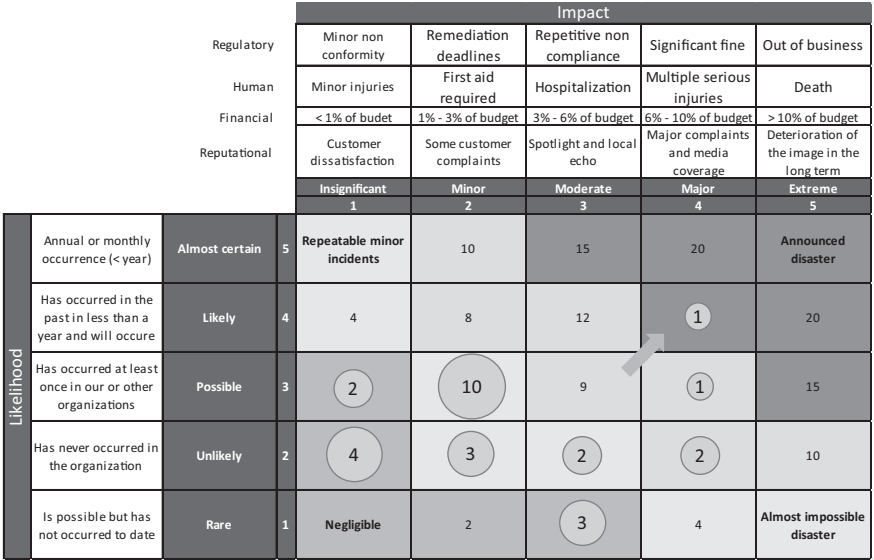 Impact
Regulatory
Minor non
conformity
Remediation
deadlines
Repetitive non
compliance
Significant fine
Out of business
Human
Minor injuries
First aid
required
Hospitalization
Multiple serious
injuries
Death
Financial
< 1% of budet
1% - 3% of budget
3% - 6% of budget
6% - 10% of budget
> 10% of budget
Reputational
Customer
dissatisfaction
Some customer
complaints
Spotlight and local
echo
Major complaints
and media
coverage
Deterioration of
the image in the
long term
Insignificant
Minor
Moderate
Major
Extreme
1
2
3
4
5
Likelihood
Annual or monthly
occurrence (< year)
Almost certain
5
Repeatable minor
incidents
10
15
20
Announced
disaster
Has occurred in the
past in less than a
year and will occure
Likely
4
4
8
12
1
20
Has occurred at least
once in our or other
organizations
Possible
3
2
10
9
1
15
Has never occurred in
the organization
Unlikely
2
4
3
2
2
10
Is possible but has
not occurred to date
Rare
1
Negligible
2
3
4
Almost impossible
disaster